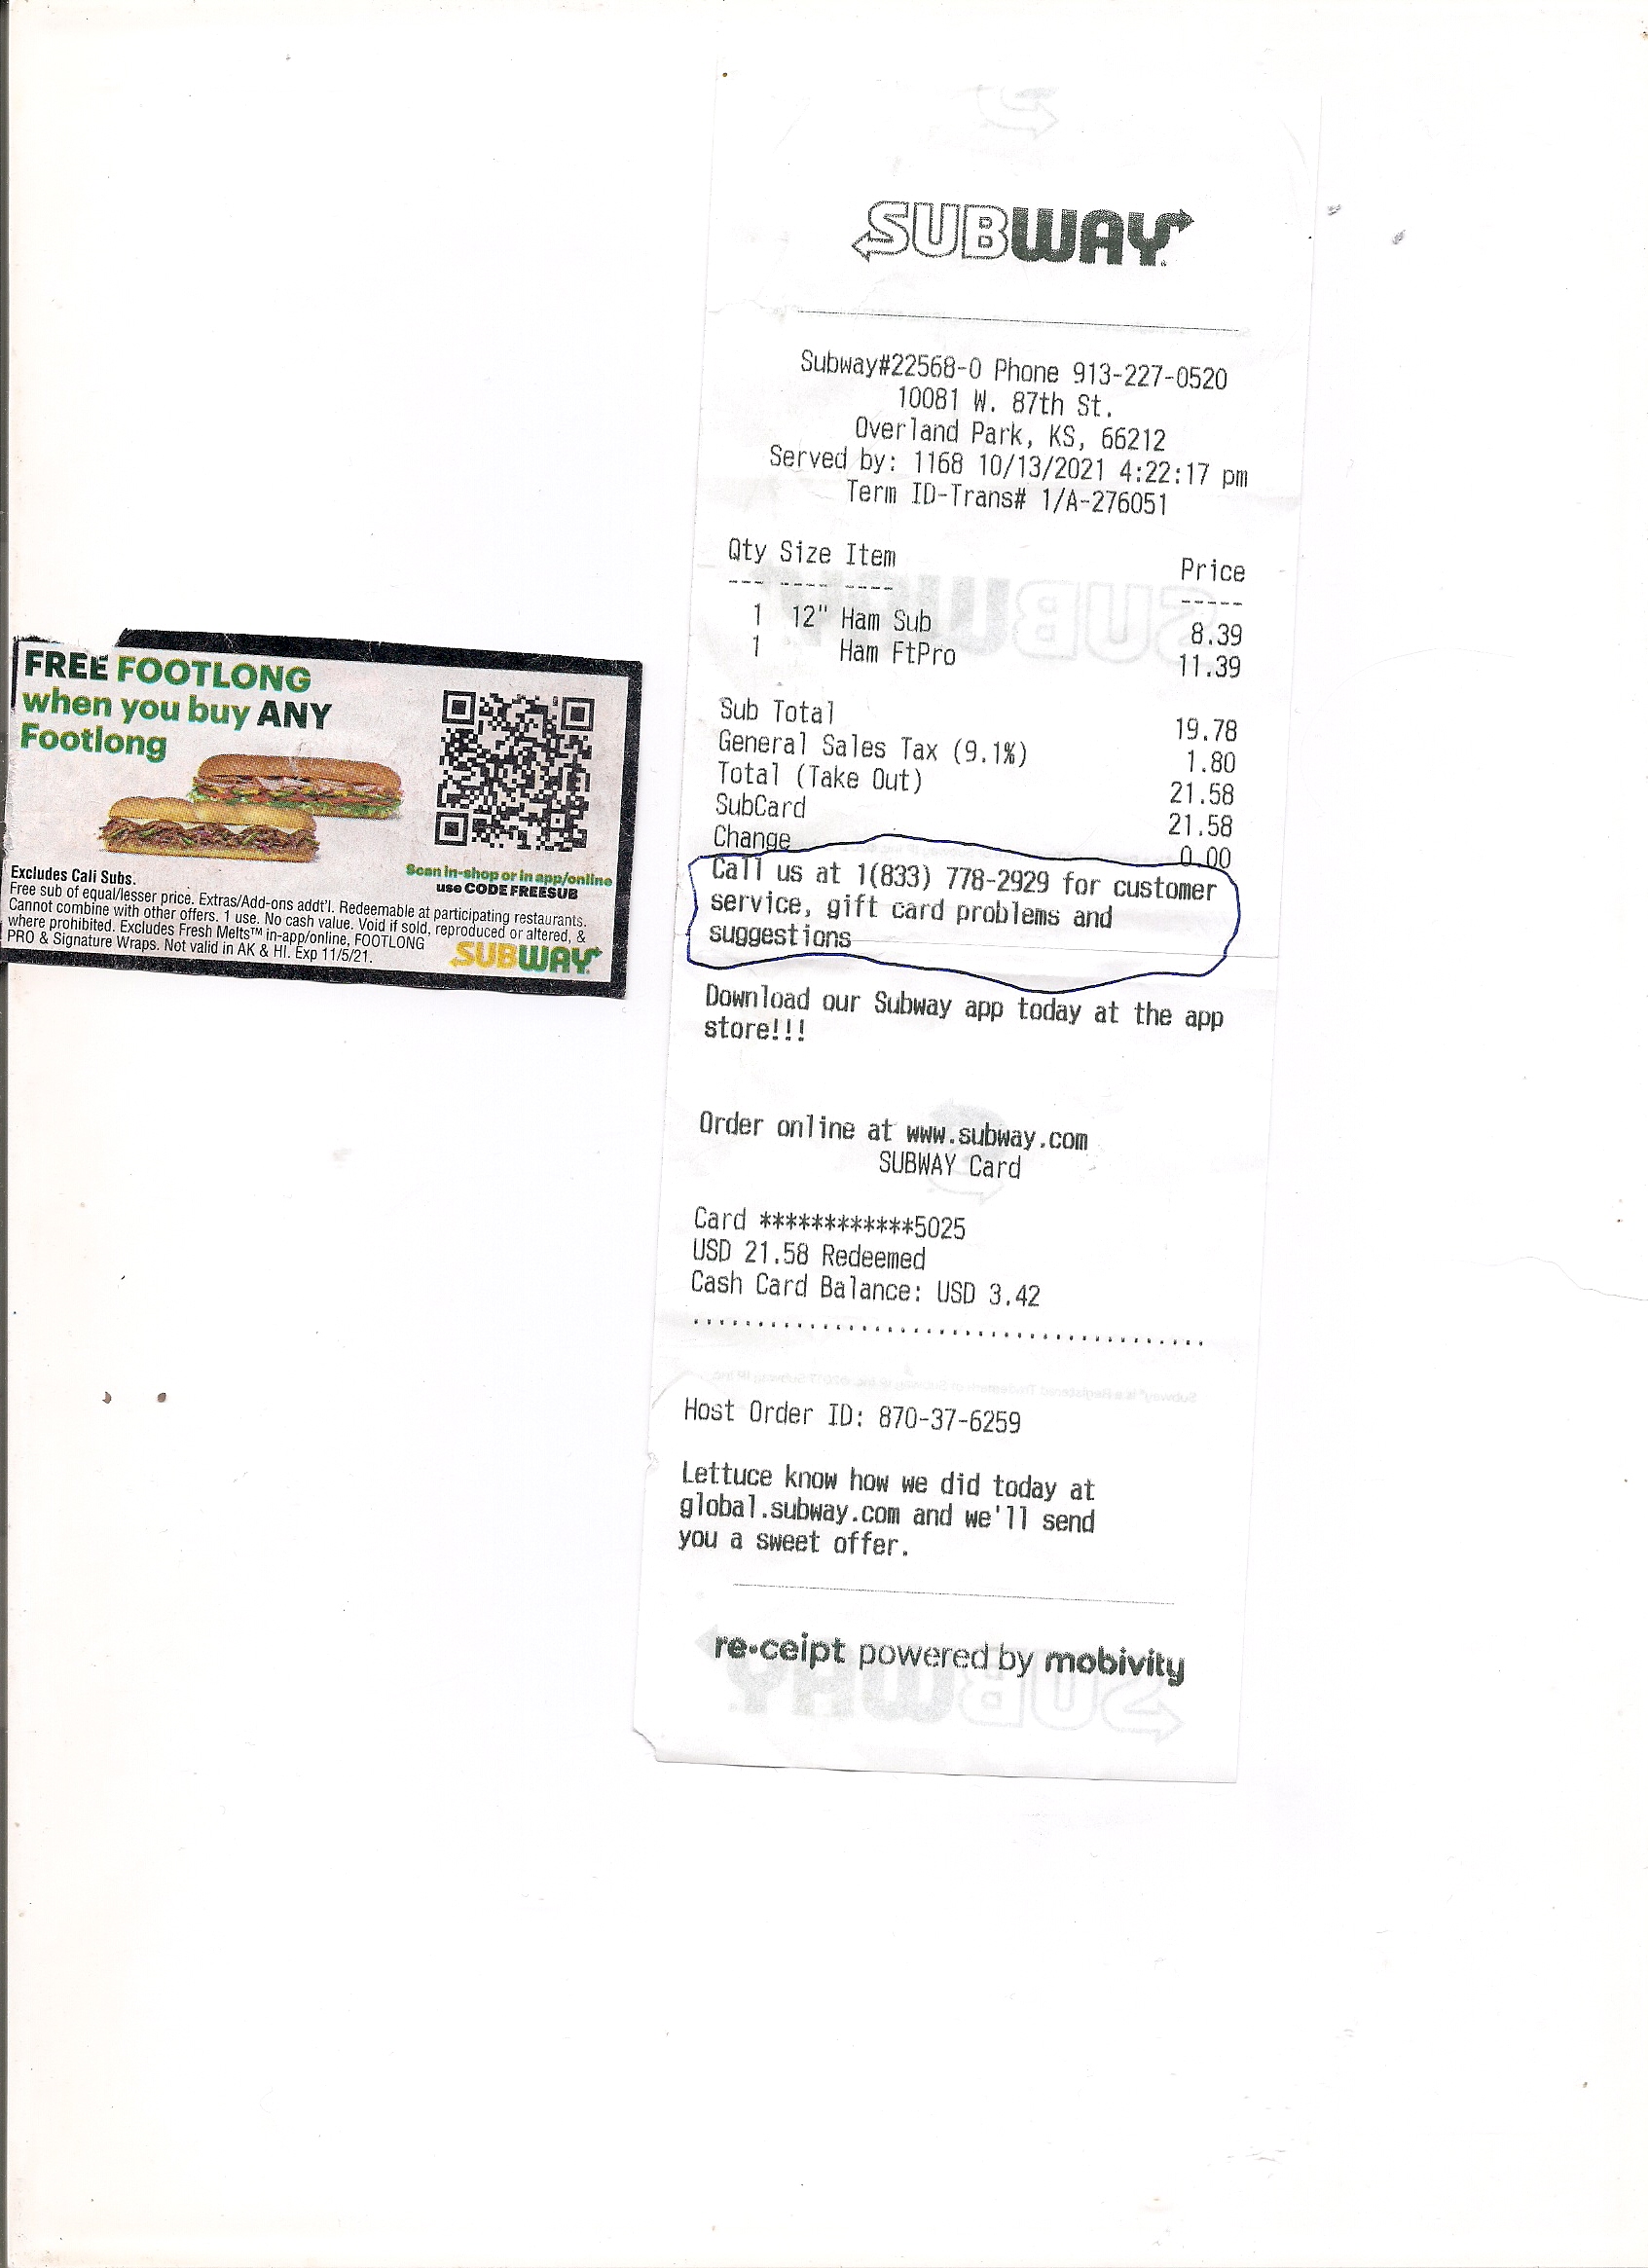 FREE FOOTLONG
when you buy ANY
Footlong
Scan in-shop or in app/online
use CODE FREESUB
Excludes Cali Subs.
Free sub of equal/lesser price. Extras/Add-ons addt'l. Redeemable at participating restaurants.
Cannot combine with other offers. 1 use. No cash value. Void if sold, reproduced or altered, &
where prohibited. Excludes Fresh Melts™ in-app/online, FOOTLONG
PRO & Signature Wraps. Not valid in AK & HI. Exp 11/5/21.
SUBWAY
SUBWAY
Subway#22568-0 Phone 913-227-0520
10081 W. 87th St.
Overland Park, KS, 66212
Served by: 1168 10/13/2021 4:22:17 pm
Term ID-Trans# 1/A-276051
Qty Size Item Price
--- ---- ---- -----
1 12" Ham Sub 8.39
1 Ham FtPro 11.39
Sub Total 19.78
General Sales Tax (9.1%) 1.80
Total (Take Out) 21.58
SubCard 21.58
Change 0.00
Call us at 1(833) 778-2929 for customer
service, gift card problems and
suggestions
Download our Subway app today at the app
store!!!
Order online at www.subway.com
SUBWAY Card
Card ************5025
USD 21.58 Redeemed
Cash Card Balance: USD 3.42
........................................
Host Order ID: 870-37-6259
Lettuce know how we did today at
global.subway.com and we'll send
you a sweet offer.
re•ceipt powered by mobivity